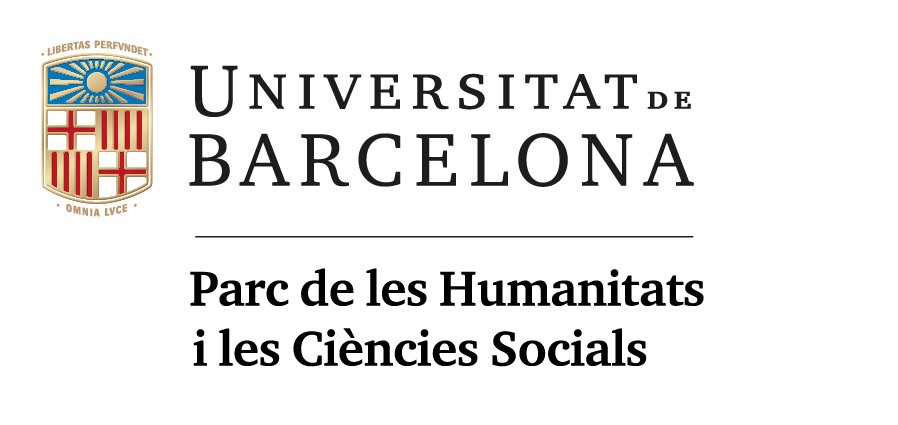 · LIBERTAS PERFVNDET ·
UNIVERSITAT DE
BARCELONA
· OMNIA LVCE ·
Parc de les Humanitats
i les Ciències Socials